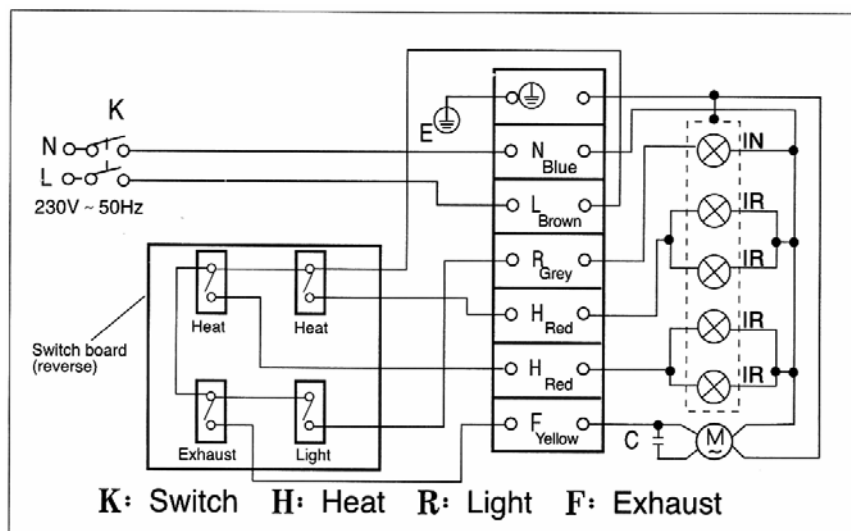 K
N
L
230V ~ 50Hz
E
N Blue
L Brown
R Grey
H Red
H Red
F Yellow
IN
IR
IR
IR
IR
C
M
~
Heat
Heat
Switch board
(reverse)
Exhaust
Light
K: Switch H: Heat R: Light F: Exhaust